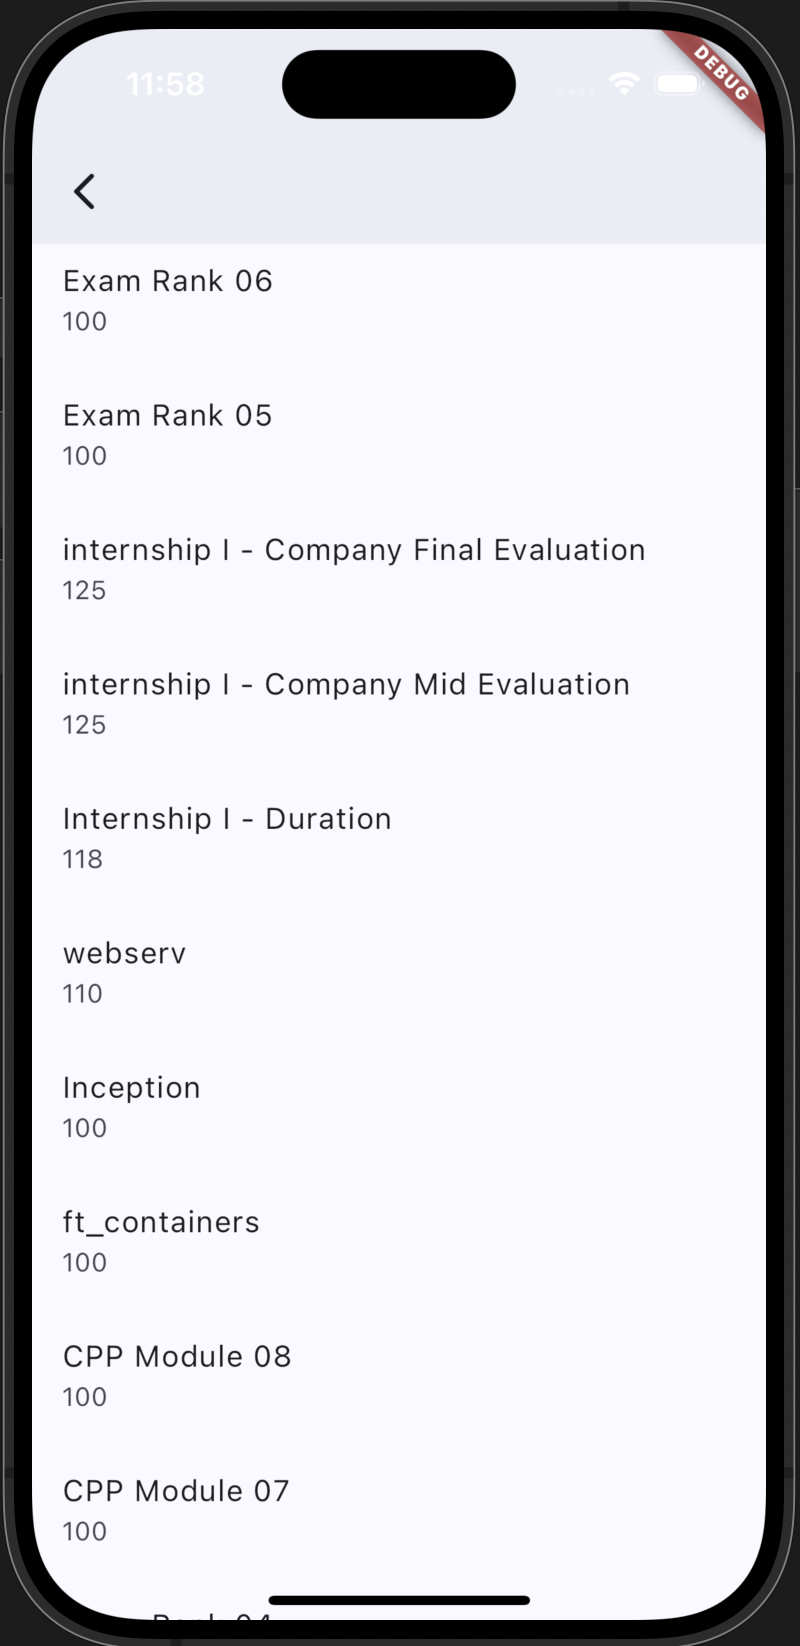 11:58
DEBUG
Exam Rank 06
100
Exam Rank 05
100
internship I - Company Final Evaluation
125
internship I - Company Mid Evaluation
125
Internship I - Duration
118
webserv
110
Inception
100
ft_containers
100
CPP Module 08
100
CPP Module 07
100
Rank 04